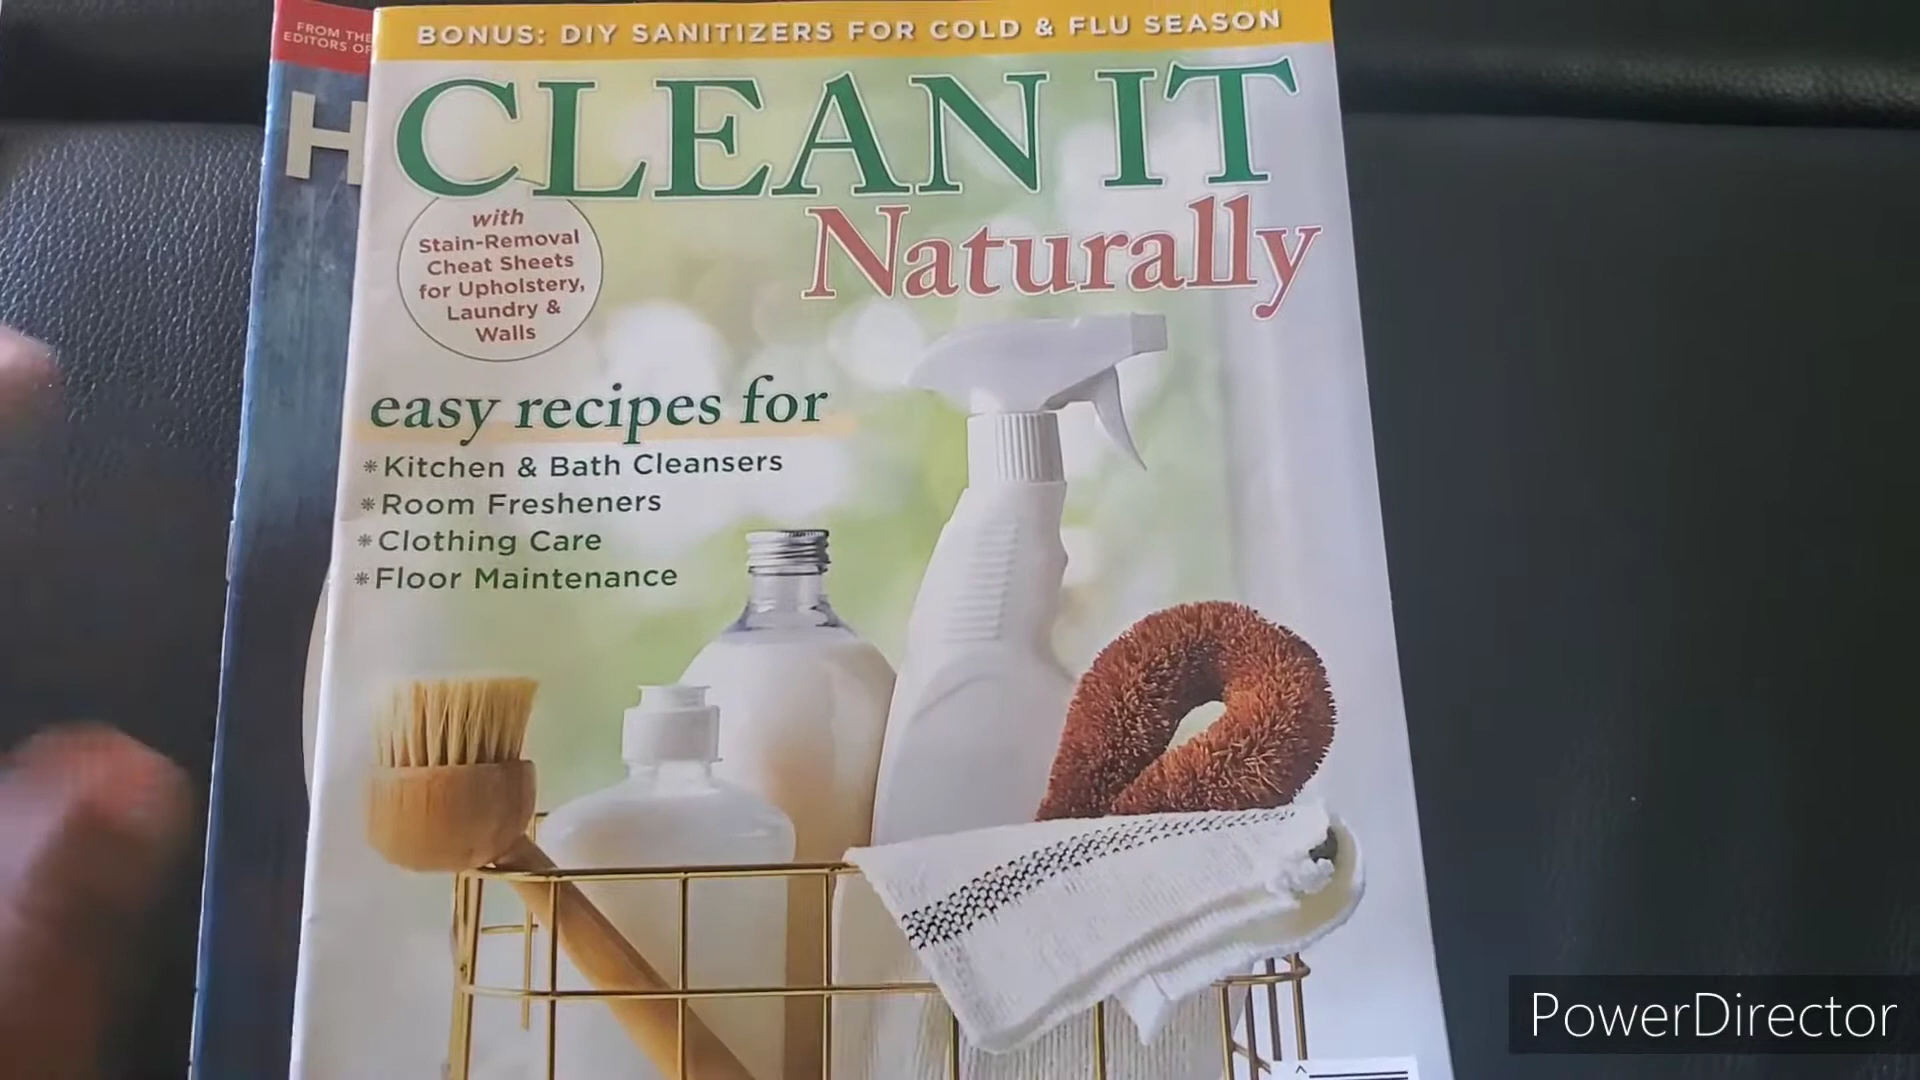 FROM THE
EDITORS OF
H
BONUS: DIY SANITIZERS FOR COLD & FLU SEASON
CLEAN IT
Naturally
with
Stain-Removal
Cheat Sheets
for Upholstery,
Laundry &
Walls
easy recipes for
*Kitchen & Bath Cleansers
*Room Fresheners
*Clothing Care
*Floor Maintenance
PowerDirector